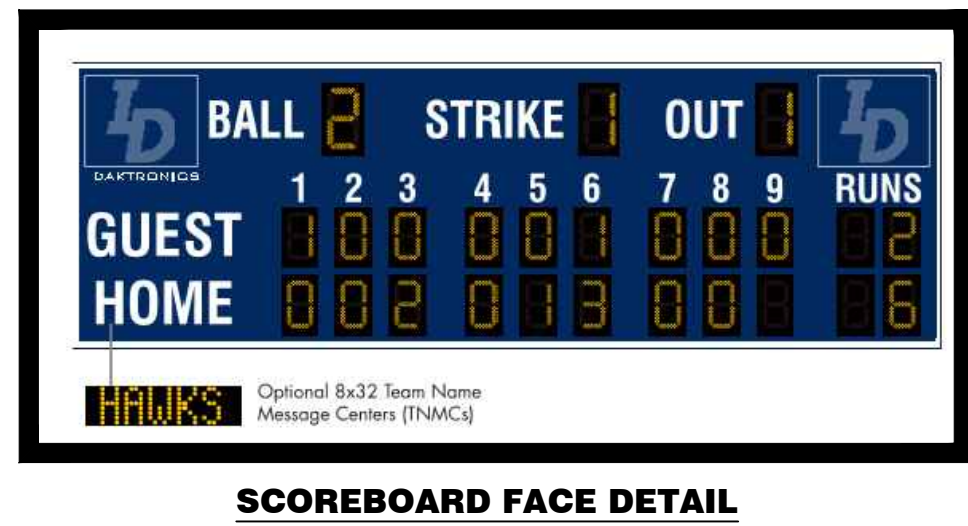 LD BALL 2 STRIKE 1 OUT 1 LD
DAKTRONICS
1 2 3 4 5 6 7 8 9 RUNS
GUEST 1 0 0 0 0 1 0 0 0 2
HOME 0 0 2 0 1 3 0 0 6
HAWKS Optional 8x32 Team Name
Message Centers (TNMCs)
SCOREBOARD FACE DETAIL